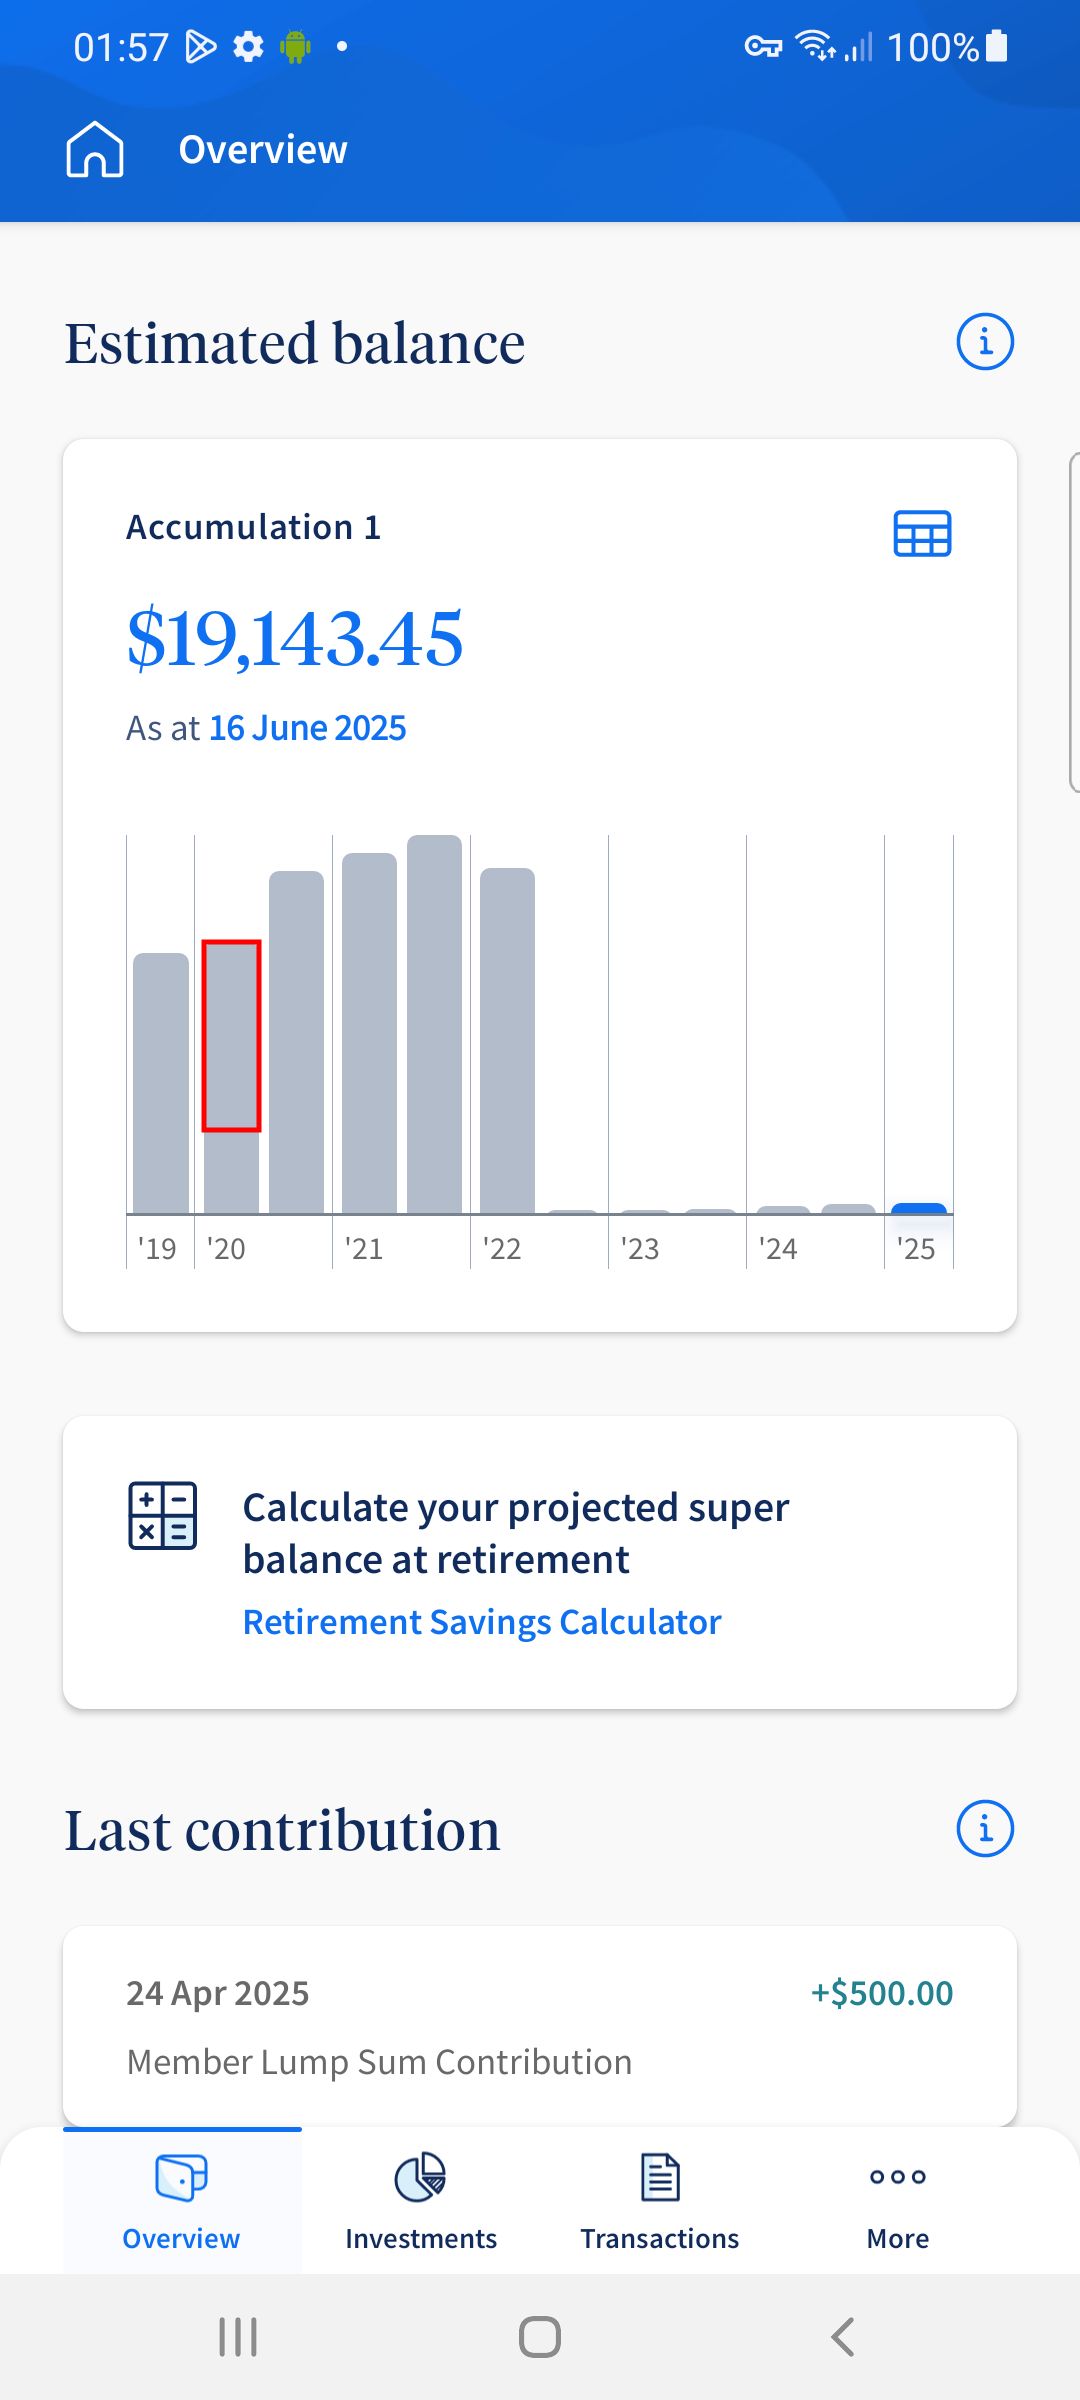 01:57 100%
Overview
Estimated balance
Accumulation 1
$19,143.45
As at 16 June 2025
'19 '20 '21 '22 '23 '24 '25
Calculate your projected super
balance at retirement
Retirement Savings Calculator
Last contribution
24 Apr 2025 +$500.00
Member Lump Sum Contribution
Overview Investments Transactions More